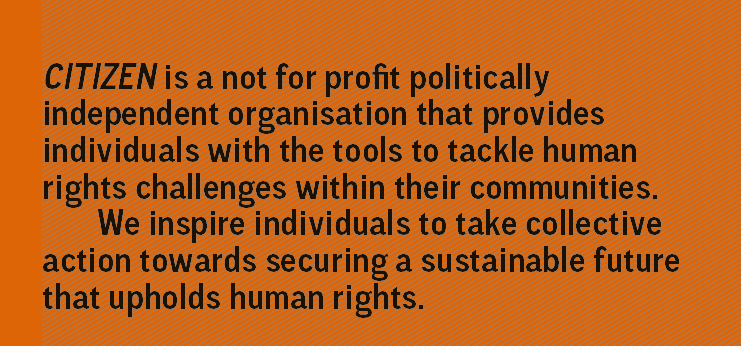 CITIZEN is a not for profit politically
independent organisation that provides
individuals with the tools to tackle human
rights challenges within their communities.
We inspire individuals to take collective
action towards securing a sustainable future
that upholds human rights.